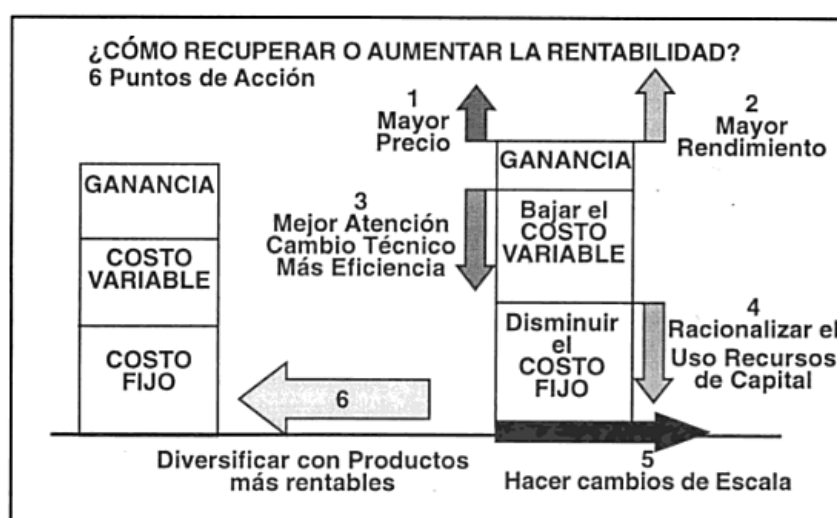 ¿CÓMO RECUPERAR O AUMENTAR LA RENTABILIDAD?
6 Puntos de Acción
1
Mayor
Precio
2
Mayor
Rendimiento
GANANCIA
COSTO
VARIABLE
COSTO
FIJO
3
Mejor Atención
Cambio Técnico
Más Eficiencia
GANANCIA
Bajar el
COSTO
VARIABLE
Disminuir
el
COSTO
FIJO
4
Racionalizar el
Uso Recursos
de Capital
6
Diversificar con Productos
más rentables
5
Hacer cambios de Escala